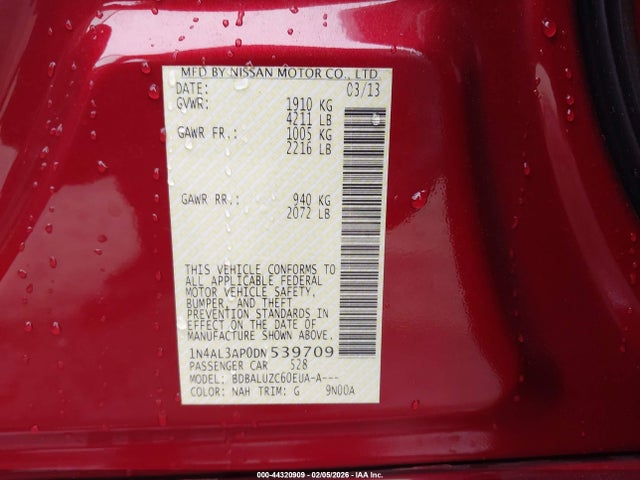 MFD BY NISSAN MOTOR CO., LTD.
DATE: 03/13
GVWR: 1910 KG
4211 LB
GAWR FR.: 1005 KG
2216 LB
GAWR RR.: 940 KG
2072 LB
THIS VEHICLE CONFORMS TO
ALL APPLICABLE FEDERAL
MOTOR VEHICLE SAFETY,
BUMPER, AND THEFT
PREVENTION STANDARDS IN
EFFECT ON THE DATE OF
MANUFACTURE SHOWN ABOVE.
1N4AL3AP0DN539709
PASSENGER CAR 528
MODEL: BDBALUZC60EUA-A---
COLOR: NAH TRIM: G 9N00A
000-44320909 - 02/05/2026 - IAA Inc.